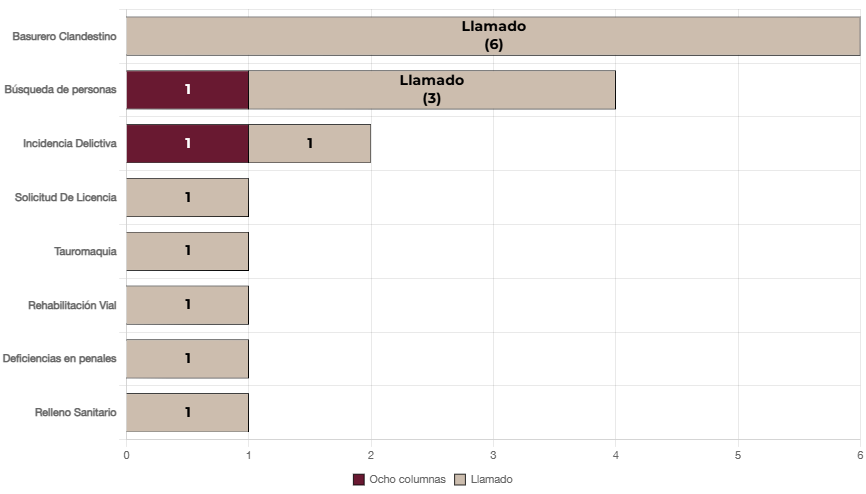 Basurero Clandestino
Llamado
(6)
Búsqueda de personas
1
Llamado
(3)
Incidencia Delictiva
1
1
Solicitud De Licencia
1
Tauromaquia
1
Rehabilitación Vial
1
Deficiencias en penales
1
Relleno Sanitario
1
0 1 2 3 4 5 6
Ocho columnas Llamado